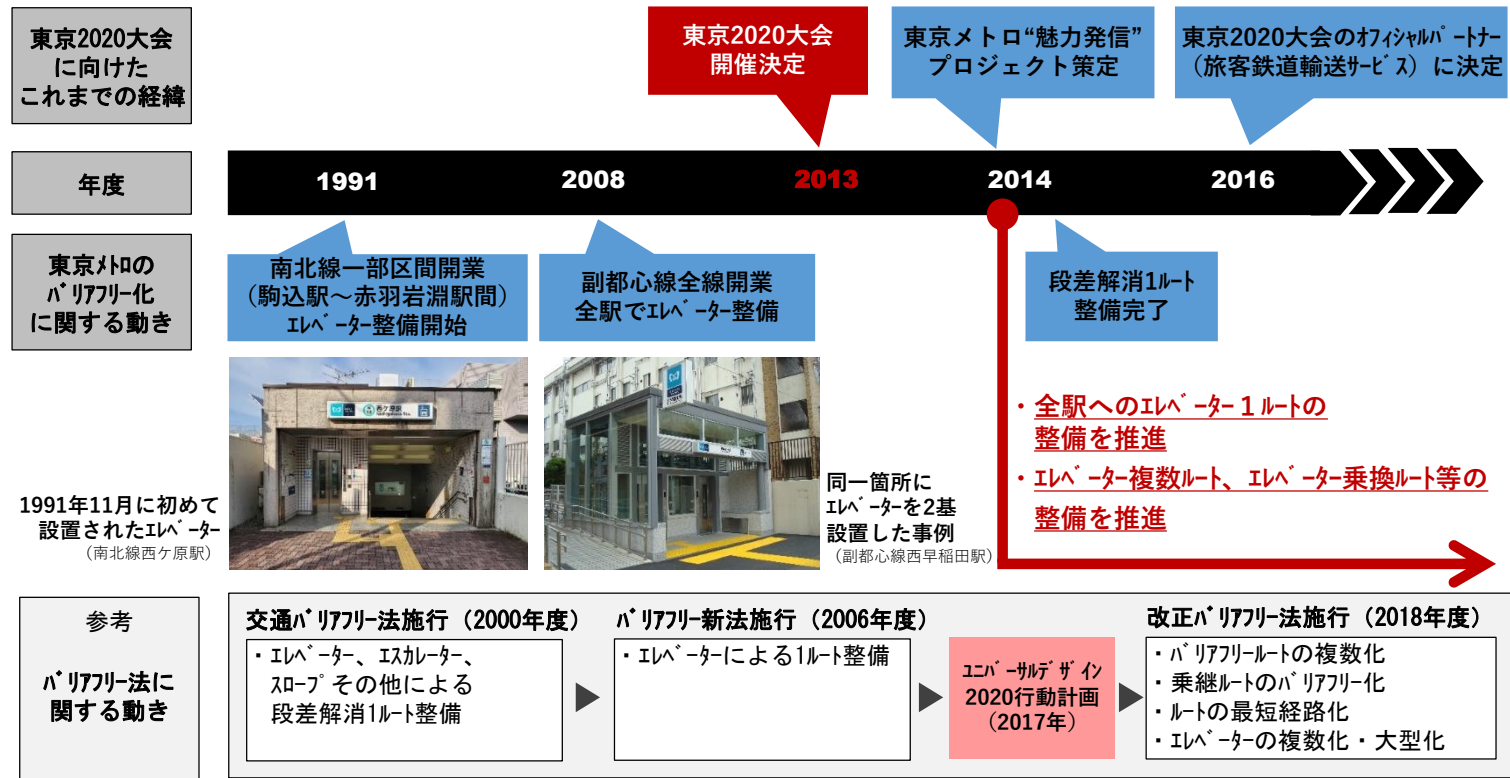 東京2020大会
に向けた
これまでの経緯
東京2020大会
開催決定
東京メトロ“魅力発信”
プロジェクト策定
東京2020大会のｵﾌｨｼｬﾙﾊﾟｰﾄﾅｰ
（旅客鉄道輸送ｻｰﾋﾞｽ）に決定
年度
1991
2008
2013
2014
2016
東京ﾒﾄﾛの
ﾊﾞﾘｱﾌﾘｰ化
に関する動き
南北線一部区間開業
（駒込駅～赤羽岩淵駅間）
ｴﾚﾍﾞｰﾀｰ整備開始
副都心線全線開業
全駅でｴﾚﾍﾞｰﾀｰ整備
段差解消1ﾙｰﾄ
整備完了
西ケ原駅
1991年11月に初めて
設置されたｴﾚﾍﾞｰﾀｰ
（南北線西ケ原駅）
同一箇所に
ｴﾚﾍﾞｰﾀｰを2基
設置した事例
（副都心線西早稲田駅）
・全駅へのｴﾚﾍﾞｰﾀｰ１ﾙｰﾄの
整備を推進
・ｴﾚﾍﾞｰﾀｰ複数ﾙｰﾄ、ｴﾚﾍﾞｰﾀｰ乗換ﾙｰﾄ等の
整備を推進
参考
ﾊﾞﾘｱﾌﾘｰ法に
関する動き
交通ﾊﾞﾘｱﾌﾘｰ法施行（2000年度）
・ｴﾚﾍﾞｰﾀｰ、ｴｽｶﾚｰﾀｰ、
ｽﾛｰﾌﾟその他による
段差解消1ﾙｰﾄ整備
ﾊﾞﾘｱﾌﾘｰ新法施行（2006年度）
・ｴﾚﾍﾞｰﾀｰによる1ﾙｰﾄ整備
ﾕﾆﾊﾞｰｻﾙﾃﾞｻﾞｲﾝ
2020行動計画
（2017年）
改正ﾊﾞﾘｱﾌﾘｰ法施行（2018年度）
・ﾊﾞﾘｱﾌﾘｰﾙｰﾄの複数化
・乗継ﾙｰﾄのﾊﾞﾘｱﾌﾘｰ化
・ﾙｰﾄの最短経路化
・ｴﾚﾍﾞｰﾀｰの複数化・大型化